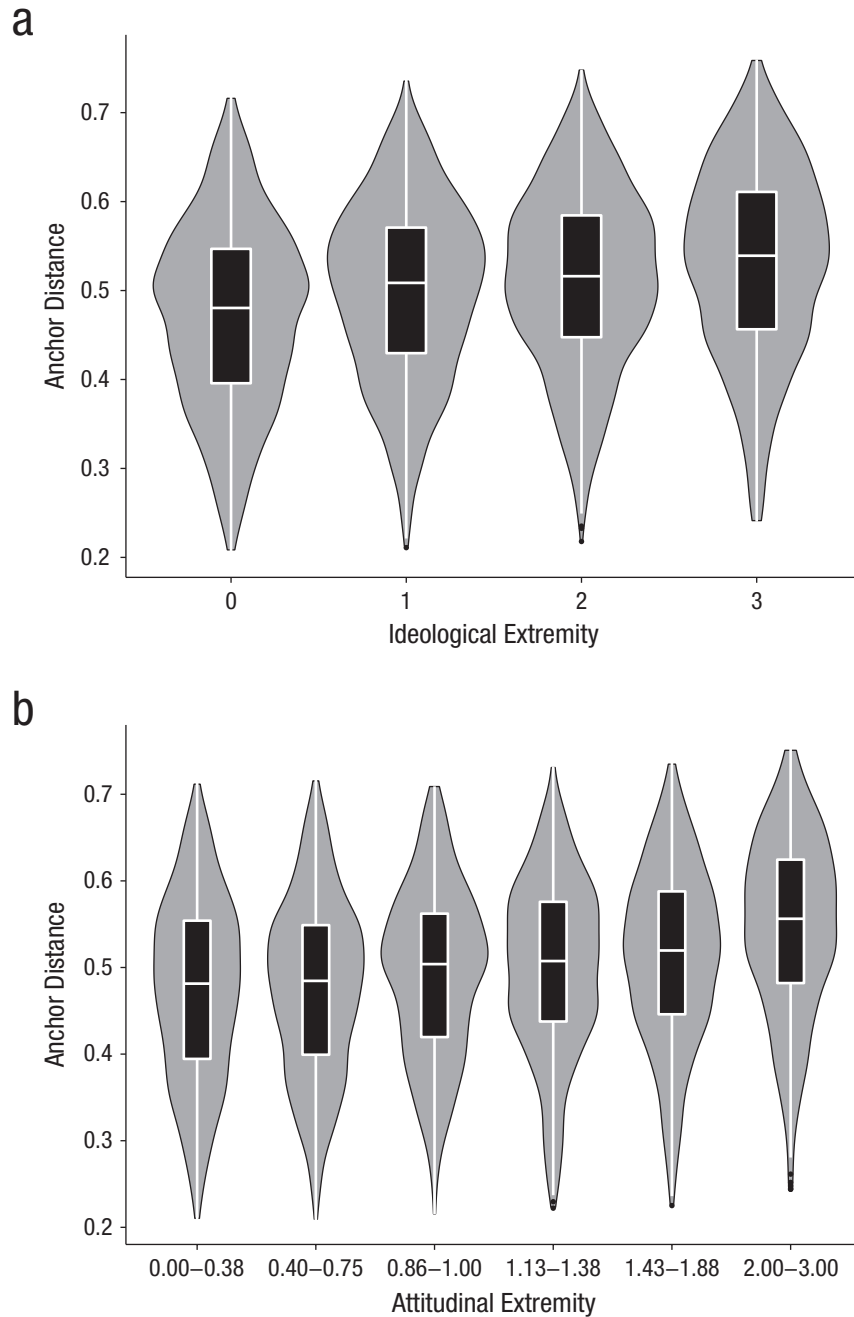 a
0.7
0.6
0.5
0.4
0.3
0.2
Anchor Distance
0 1 2 3
Ideological Extremity
b
0.7
0.6
0.5
0.4
0.3
0.2
Anchor Distance
0.00–0.38 0.40–0.75 0.86–1.00 1.13–1.38 1.43–1.88 2.00–3.00
Attitudinal Extremity